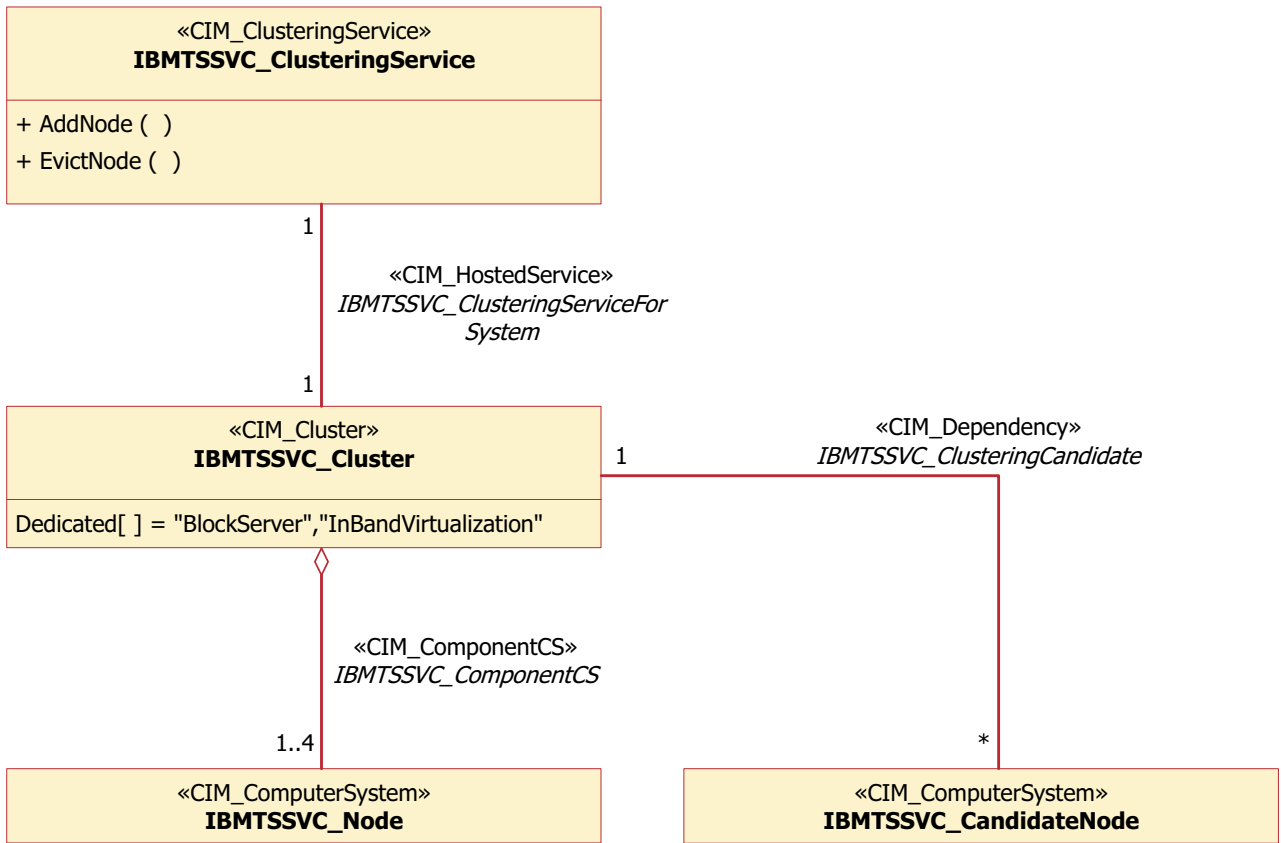 «CIM_ClusteringService»
IBMTSSVC_ClusteringService
+ AddNode ( )
+ EvictNode ( )
1
«CIM_HostedService»
IBMTSSVC_ClusteringServiceFor
System
1
«CIM_Cluster»
IBMTSSVC_Cluster
Dedicated[ ] = "BlockServer","InBandVirtualization"
1
«CIM_Dependency»
IBMTSSVC_ClusteringCandidate
«CIM_ComponentCS»
IBMTSSVC_ComponentCS
1..4
*
«CIM_ComputerSystem»
IBMTSSVC_Node
«CIM_ComputerSystem»
IBMTSSVC_CandidateNode